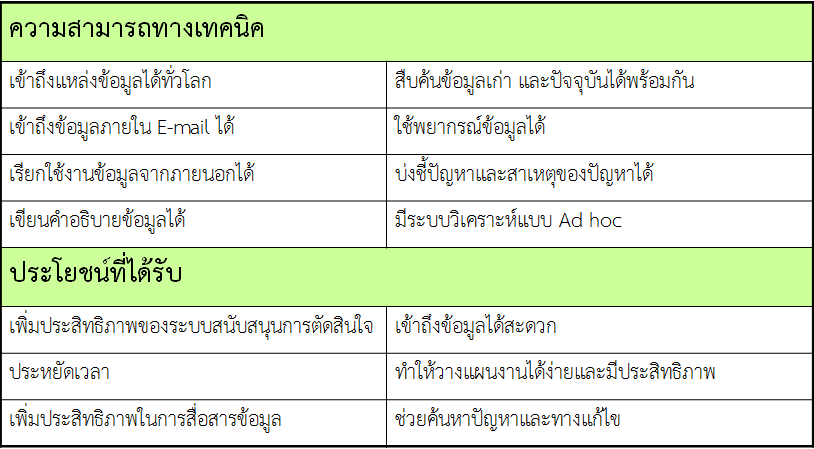 ความสามารถทางเทคนิค
เข้าถึงแหล่งข้อมูลได้ทั่วโลก
สืบค้นข้อมูลเก่า และปัจจุบันได้พร้อมกัน
เข้าถึงข้อมูลภายใน E-mail ได้
ใช้พยากรณ์ข้อมูลได้
เรียกใช้งานข้อมูลจากภายนอกได้
บ่งชี้ปัญหาและสาเหตุของปัญหาได้
เขียนคำอธิบายข้อมูลได้
มีระบบวิเคราะห์แบบ Ad hoc
ประโยชน์ที่ได้รับ
เพิ่มประสิทธิภาพของระบบสนับสนุนการตัดสินใจ
เข้าถึงข้อมูลได้สะดวก
ประหยัดเวลา
ทำให้วางแผนงานได้ง่ายและมีประสิทธิภาพ
เพิ่มประสิทธิภาพในการสื่อสารข้อมูล
ช่วยค้นหาปัญหาและทางแก้ไข